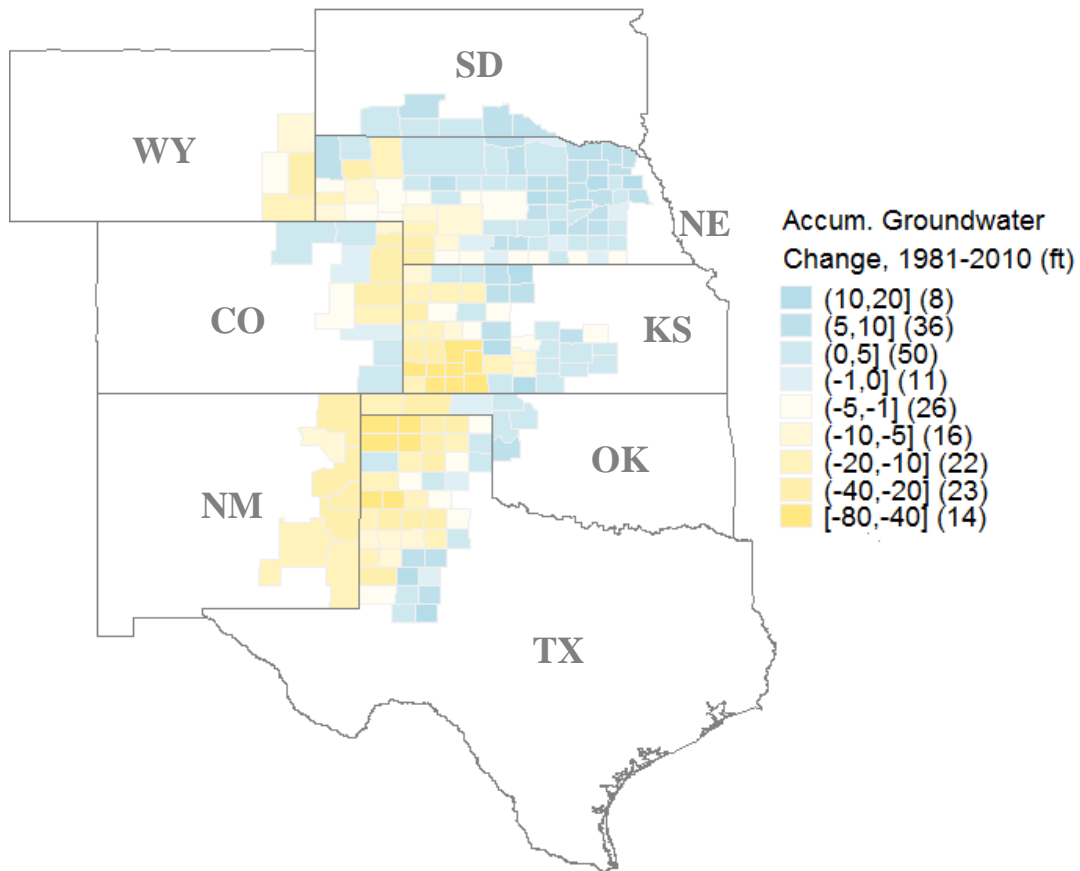 SD
WY
NE
CO
KS
OK
NM
TX
Accum. Groundwater
Change, 1981-2010 (ft)
(10,20] (8)
(5,10] (36)
(0,5] (50)
(-1,0] (11)
(-5,-1] (26)
(-10,-5] (16)
(-20,-10] (22)
(-40,-20] (23)
[-80,-40] (14)